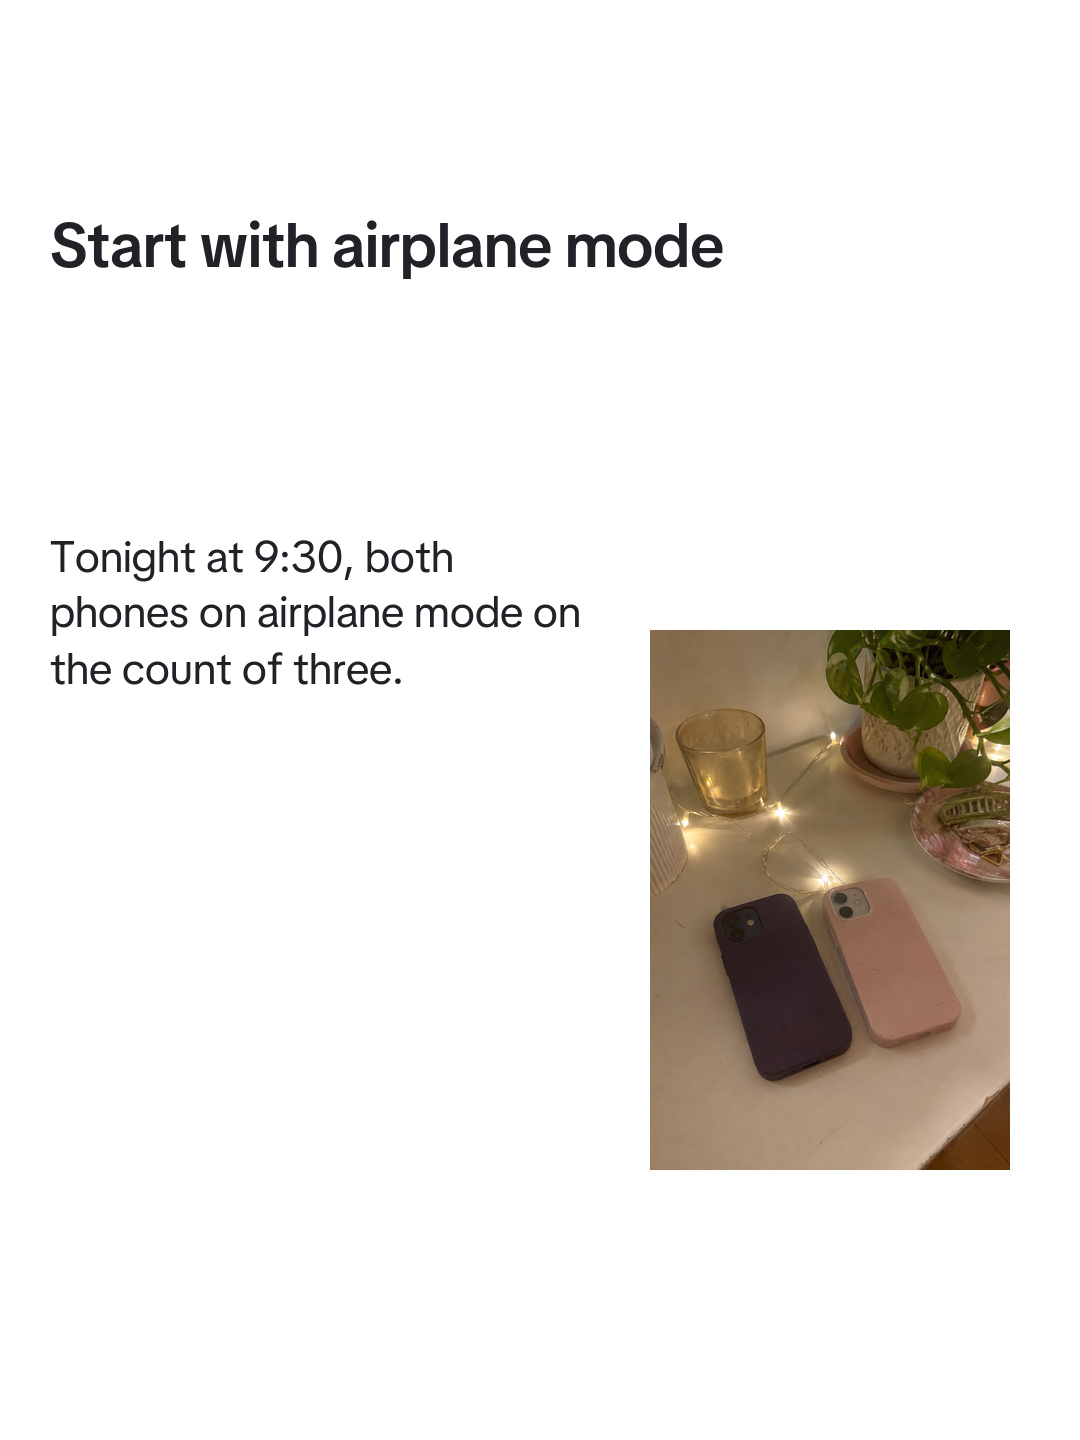 Start with airplane mode
Tonight at 9:30, both
phones on airplane mode on
the count of three.